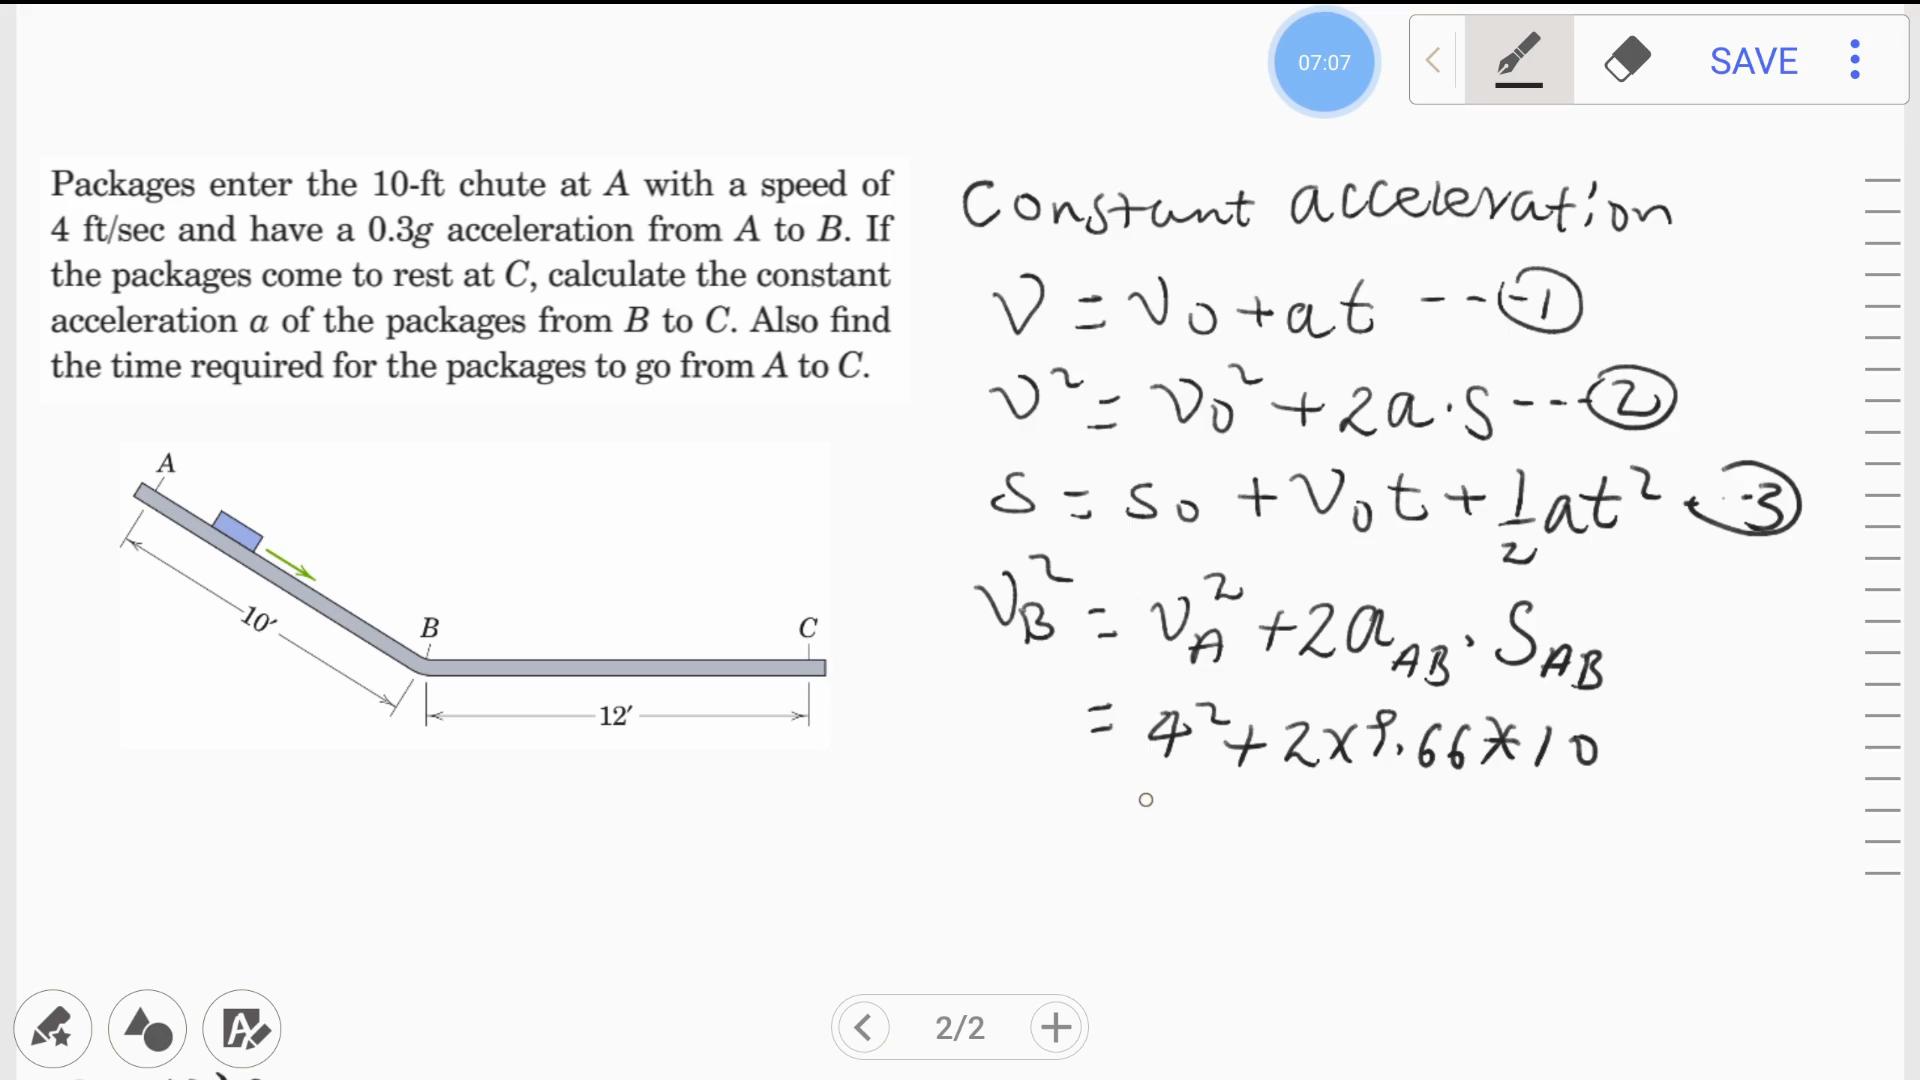 07:07
SAVE
Packages enter the 10-ft chute at A with a speed of
4 ft/sec and have a 0.3g acceleration from A to B. If
the packages come to rest at C, calculate the constant
acceleration a of the packages from B to C. Also find
the time required for the packages to go from A to C.
A
10′
B
C
12′
Constant acceleration
V = V0 + at ---①
V² = V0² + 2a·S ---②
S = S0 + V0t + 1/2 at² --③
VB² = VA² + 2aAB · SAB
= 4² + 2x9.66*10
2/2